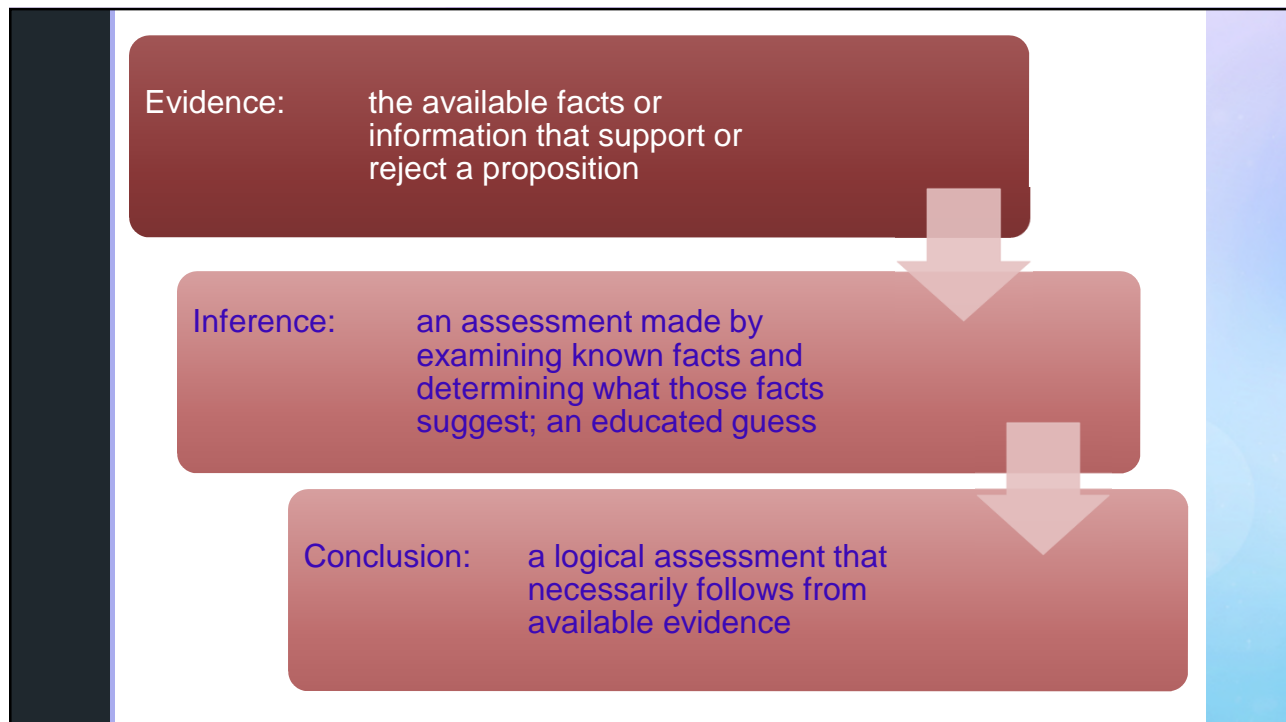 Evidence: the available facts or
information that support or
reject a proposition
Inference: an assessment made by
examining known facts and
determining what those facts
suggest; an educated guess
Conclusion: a logical assessment that
necessarily follows from
available evidence